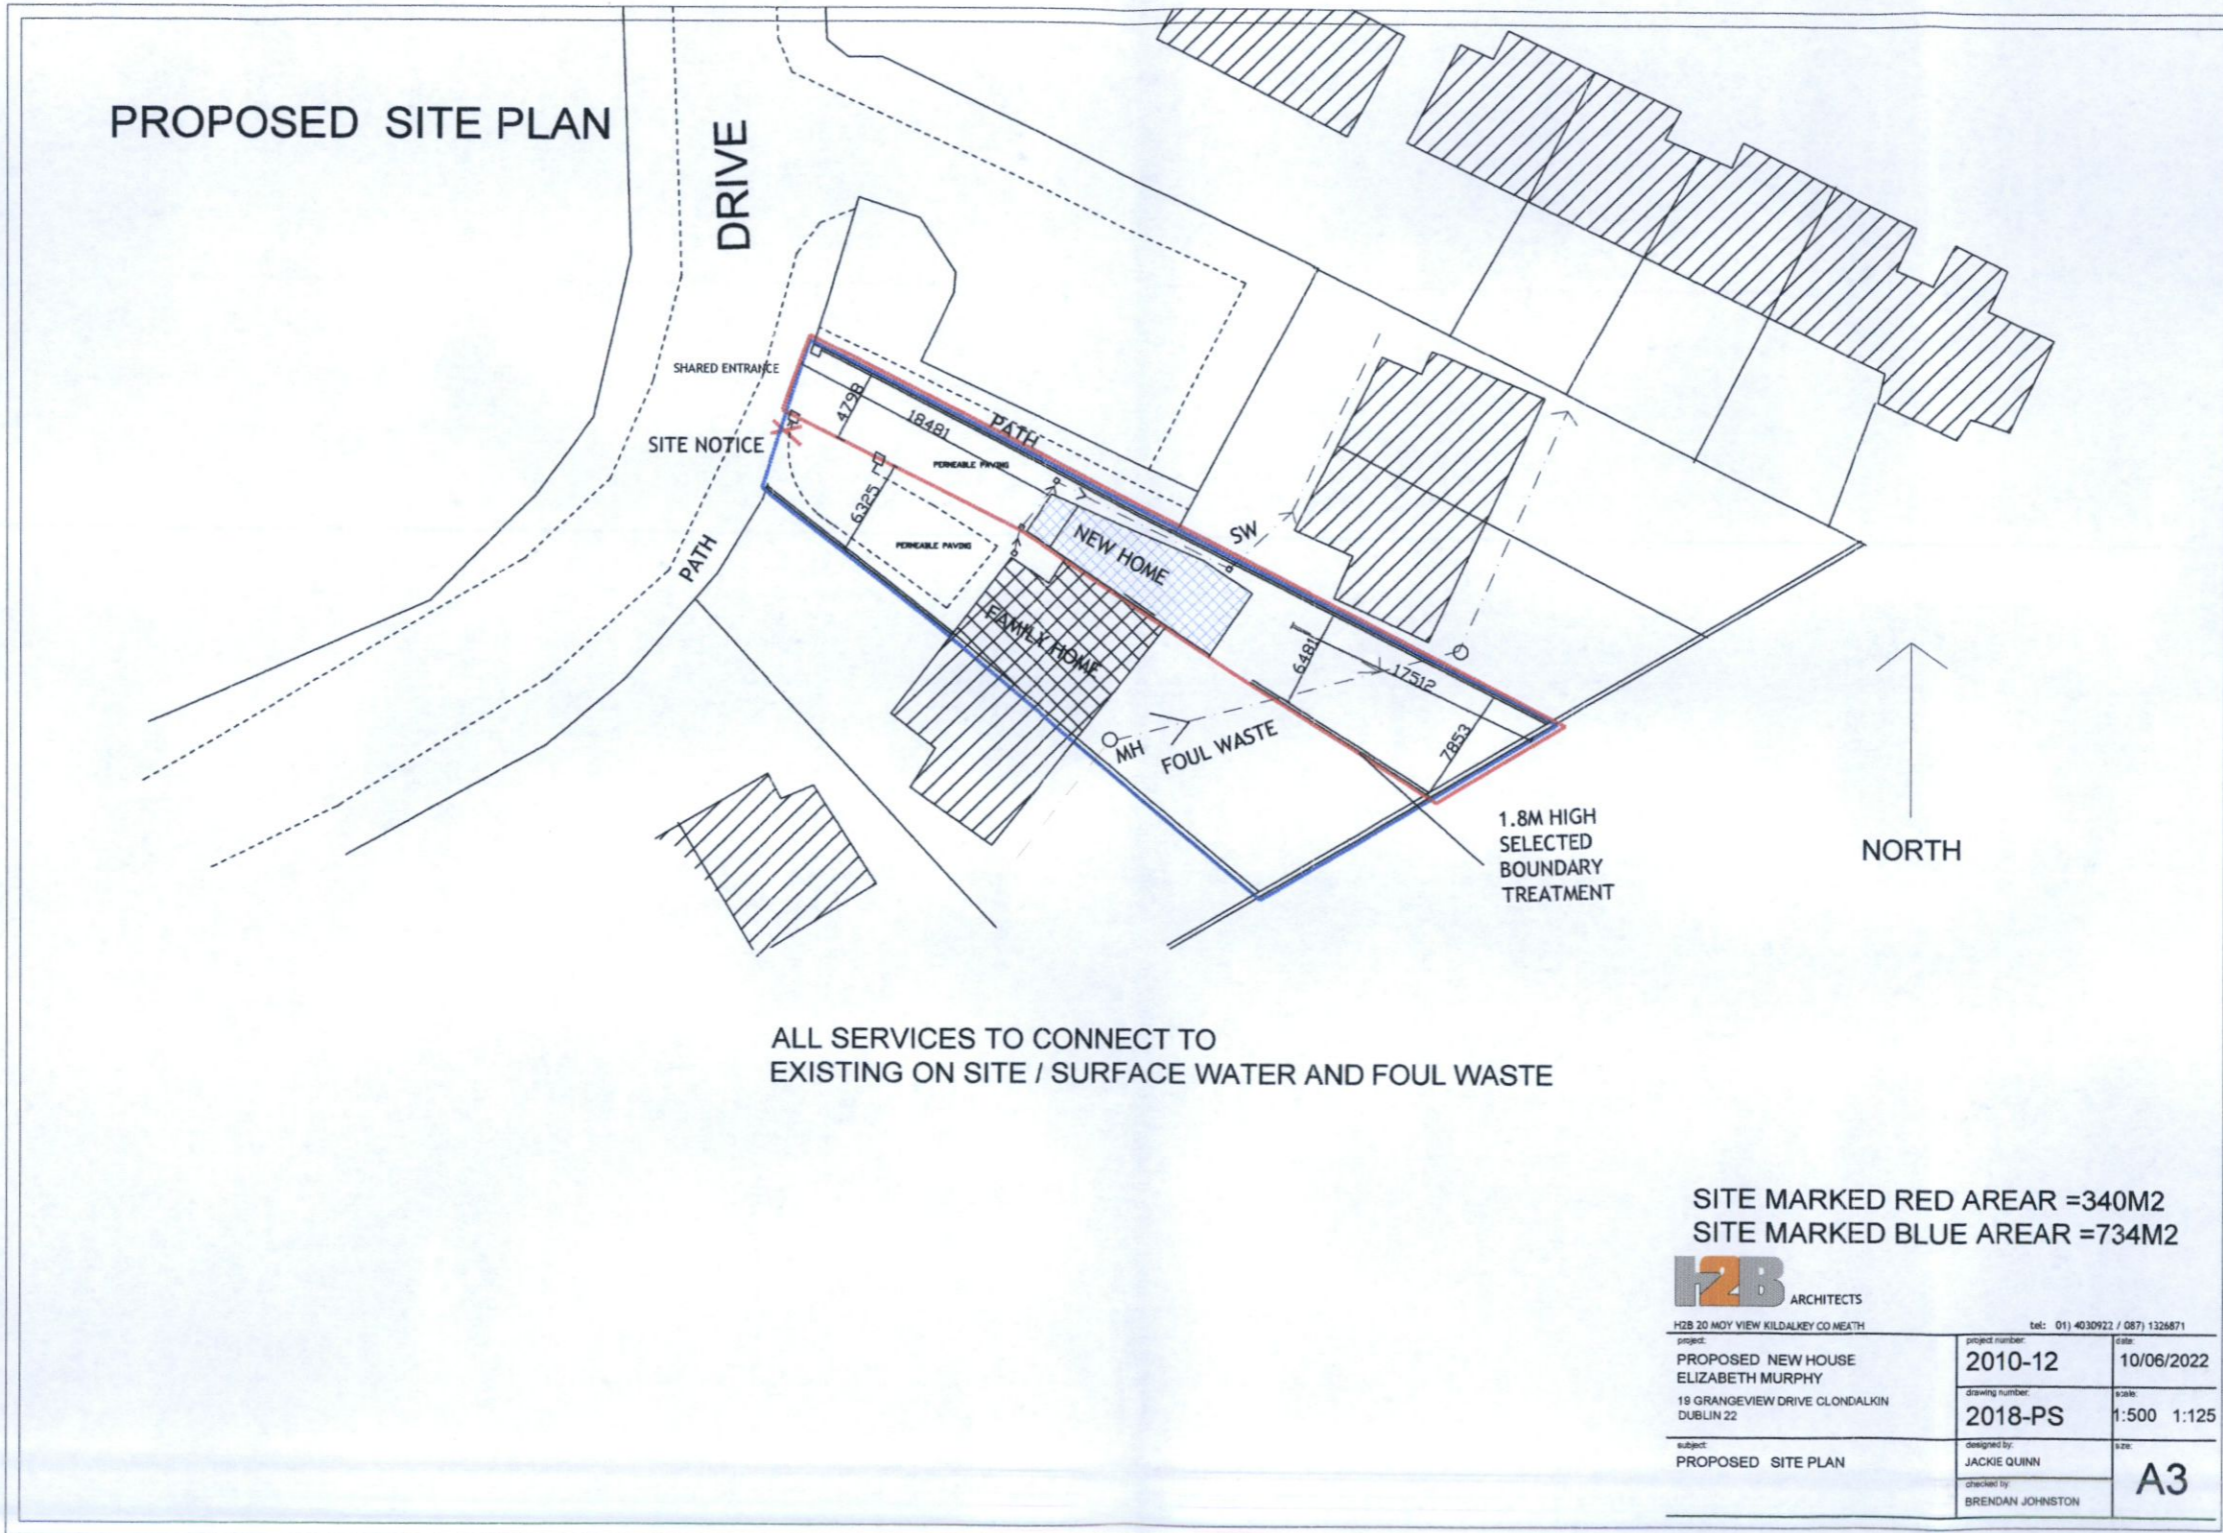 PROPOSED SITE PLAN
DRIVE
SHARED ENTRANCE
SITE NOTICE
4798
18481
PATH
PERMEABLE PAVING
6325
PERMEABLE PAVING
PATH
NEW HOME
SW
FAMILY HOME
6481
17512
7853
MH
FOUL WASTE
1.8M HIGH
SELECTED
BOUNDARY
TREATMENT
NORTH
ALL SERVICES TO CONNECT TO
EXISTING ON SITE / SURFACE WATER AND FOUL WASTE
SITE MARKED RED AREAR =340M2
SITE MARKED BLUE AREAR =734M2
H2B ARCHITECTS
H2B 20 MOY VIEW KILDALKEY CO MEATH
tel: 01) 4030922 / 087) 1326871
project:
PROPOSED NEW HOUSE
ELIZABETH MURPHY
19 GRANGEVIEW DRIVE CLONDALKIN
DUBLIN 22
project number:
2010-12
date:
10/06/2022
drawing number:
2018-PS
scale:
1:500 1:125
subject:
PROPOSED SITE PLAN
designed by:
JACKIE QUINN
size:
A3
checked by:
BRENDAN JOHNSTON